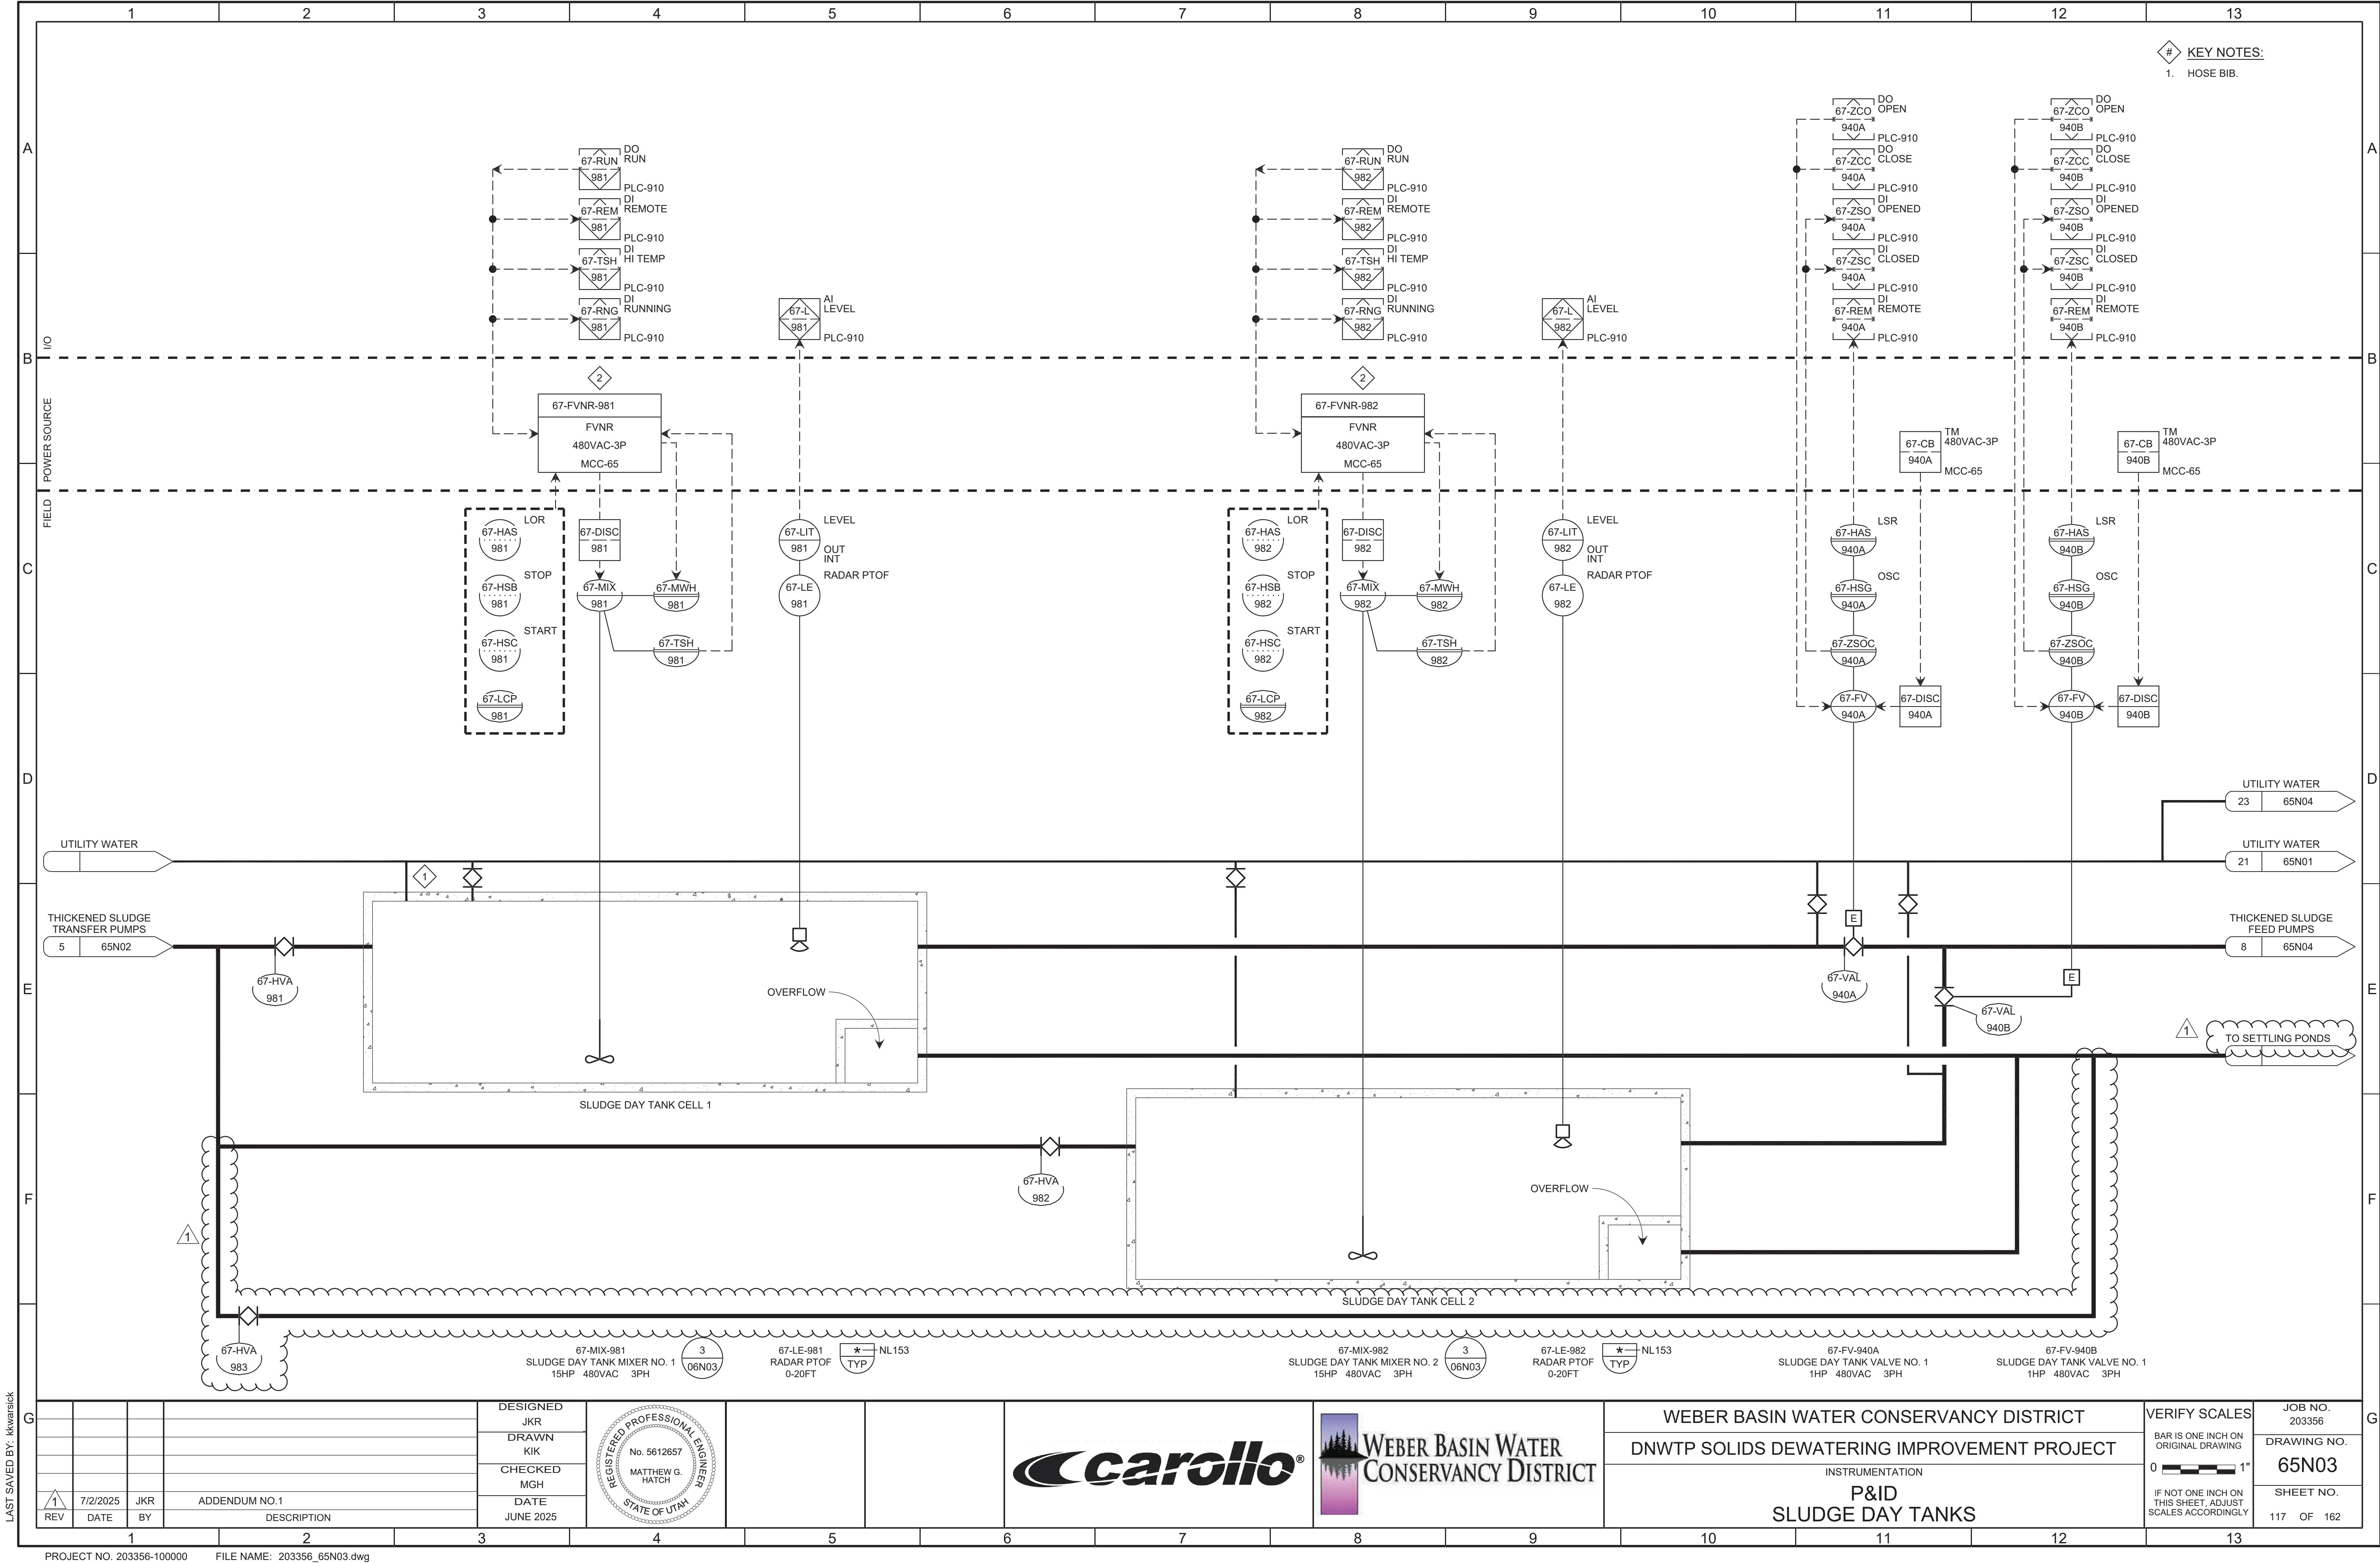 1 2 3 4 5 6 7 8 9 10 11 12 13
# KEY NOTES:
1. HOSE BIB.
A
A
67-RUN
981
DO
RUN
PLC-910
67-REM
981
DI
REMOTE
PLC-910
67-TSH
981
DI
HI TEMP
PLC-910
67-RNG
981
DI
RUNNING
PLC-910
67-L
981
AI
LEVEL
PLC-910
67-RUN
982
DO
RUN
PLC-910
67-REM
982
DI
REMOTE
PLC-910
67-TSH
982
DI
HI TEMP
PLC-910
67-RNG
982
DI
RUNNING
PLC-910
67-L
982
AI
LEVEL
PLC-910
67-ZCO
940A
DO
OPEN
PLC-910
67-ZCC
940A
DO
CLOSE
PLC-910
67-ZSO
940A
DI
OPENED
PLC-910
67-ZSC
940A
DI
CLOSED
PLC-910
67-REM
940A
DI
REMOTE
PLC-910
67-ZCO
940B
DO
OPEN
PLC-910
67-ZCC
940B
DO
CLOSE
PLC-910
67-ZSO
940B
DI
OPENED
PLC-910
67-ZSC
940B
DI
CLOSED
PLC-910
67-REM
940B
DI
REMOTE
PLC-910
I/O
B
B
POWER SOURCE
2
67-FVNR-981
FVNR
480VAC-3P
MCC-65
2
67-FVNR-982
FVNR
480VAC-3P
MCC-65
67-CB
940A
TM
480VAC-3P
MCC-65
67-CB
940B
TM
480VAC-3P
MCC-65
FIELD
C
C
67-HAS
981
LOR
67-HSB
981
STOP
67-HSC
981
START
67-LCP
981
67-DISC
981
67-MIX
981
67-MWH
981
67-TSH
981
67-LIT
981
LEVEL
OUT
INT
67-LE
981
RADAR PTOF
67-HAS
982
LOR
67-HSB
982
STOP
67-HSC
982
START
67-LCP
982
67-DISC
982
67-MIX
982
67-MWH
982
67-TSH
982
67-LIT
982
LEVEL
OUT
INT
67-LE
982
RADAR PTOF
67-HAS
940A
LSR
67-HSG
940A
OSC
67-ZSOC
940A
67-FV
940A
67-DISC
940A
67-HAS
940B
LSR
67-HSG
940B
OSC
67-ZSOC
940B
67-FV
940B
67-DISC
940B
D
D
UTILITY WATER
23 65N04
UTILITY WATER
UTILITY WATER
21 65N01
1
THICKENED SLUDGE
TRANSFER PUMPS
5 65N02
67-HVA
981
E
THICKENED SLUDGE
FEED PUMPS
8 65N04
67-VAL
940A
E
67-VAL
940B
E
E
OVERFLOW
1
TO SETTLING PONDS
SLUDGE DAY TANK CELL 1
67-HVA
982
F
F
OVERFLOW
1
SLUDGE DAY TANK CELL 2
67-HVA
983
67-MIX-981
SLUDGE DAY TANK MIXER NO. 1
15HP 480VAC 3PH
3
06N03
67-LE-981
RADAR PTOF
0-20FT
* NL153
TYP
67-MIX-982
SLUDGE DAY TANK MIXER NO. 2
15HP 480VAC 3PH
3
06N03
67-LE-982
RADAR PTOF
0-20FT
* NL153
TYP
67-FV-940A
SLUDGE DAY TANK VALVE NO. 1
1HP 480VAC 3PH
67-FV-940B
SLUDGE DAY TANK VALVE NO. 1
1HP 480VAC 3PH
G
G
LAST SAVED BY: kkwarsick
1 7/2/2025 JKR ADDENDUM NO.1
REV DATE BY DESCRIPTION
DESIGNED
JKR
DRAWN
KIK
CHECKED
MGH
DATE
JUNE 2025
REGISTERED PROFESSIONAL ENGINEER
No. 5612657
MATTHEW G.
HATCH
STATE OF UTAH
carollo®
WEBER BASIN WATER
CONSERVANCY DISTRICT
WEBER BASIN WATER CONSERVANCY DISTRICT
DNWTP SOLIDS DEWATERING IMPROVEMENT PROJECT
INSTRUMENTATION
P&ID
SLUDGE DAY TANKS
VERIFY SCALES
BAR IS ONE INCH ON
ORIGINAL DRAWING
0 1"
IF NOT ONE INCH ON
THIS SHEET, ADJUST
SCALES ACCORDINGLY
JOB NO.
203356
DRAWING NO.
65N03
SHEET NO.
117 OF 162
1 2 3 4 5 6 7 8 9 10 11 12 13
PROJECT NO. 203356-100000 FILE NAME: 203356_65N03.dwg